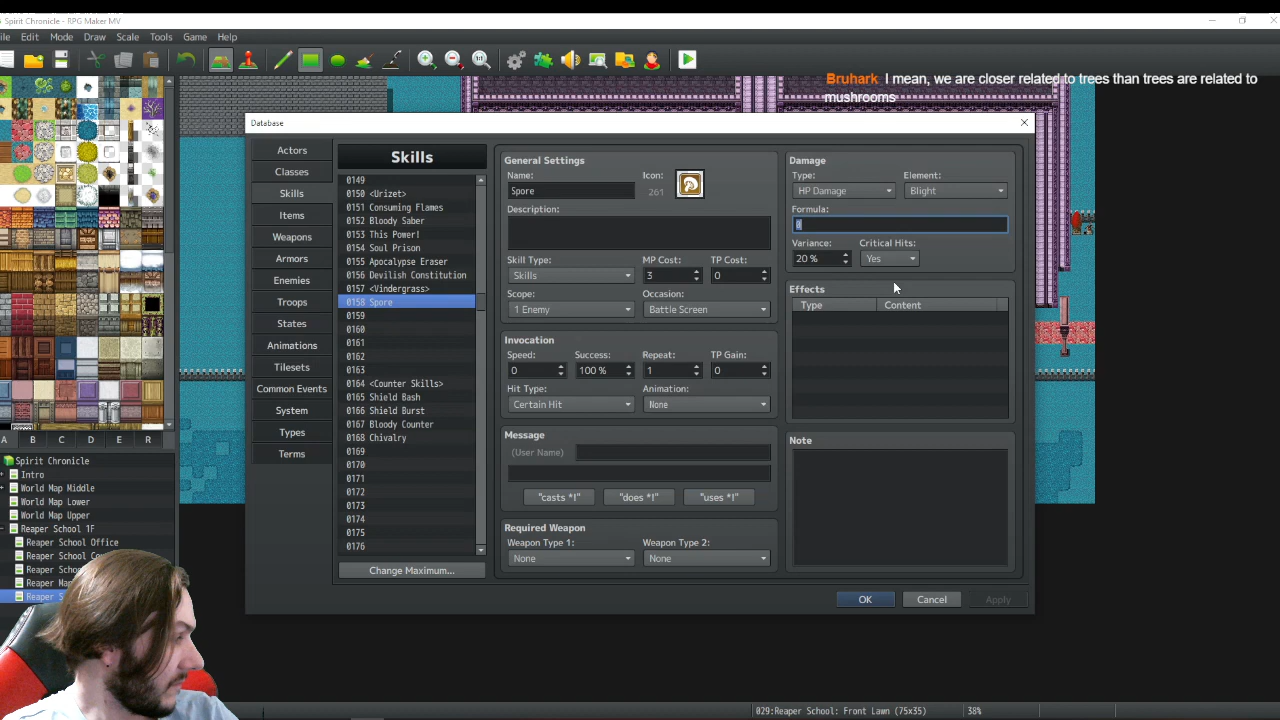 Spirit Chronicle - RPG Maker MV
Edit Mode Draw Scale Tools Game Help
Bruhark I mean, we are closer related to trees than trees are related to
mushrooms
Database
Actors
Classes
Skills
Items
Weapons
Armors
Enemies
Troops
States
Animations
Tilesets
Common Events
System
Types
Terms
Skills
0149
0150 <Urizet>
0151 Consuming Flames
0152 Bloody Saber
0153 This Power!
0154 Soul Prison
0155 Apocalypse Eraser
0156 Devilish Constitution
0157 <Vindergrass>
0158 Spore
0159
0160
0161
0162
0163
0164 <Counter Skills>
0165 Shield Bash
0166 Shield Burst
0167 Bloody Counter
0168 Chivalry
0169
0170
0171
0172
0173
0174
0175
0176
Change Maximum...
General Settings
Name: Icon:
Spore 261
Description:
Skill Type: MP Cost: TP Cost:
Skills 3 0
Scope: Occasion:
1 Enemy Battle Screen
Invocation
Speed: Success: Repeat: TP Gain:
0 100 % 1 0
Hit Type: Animation:
Certain Hit None
Message
(User Name)
"casts *!" "does *!" "uses *!"
Required Weapon
Weapon Type 1: Weapon Type 2:
None None
Damage
Type: Element:
HP Damage Blight
Formula:
0
Variance: Critical Hits:
20 % Yes
Effects
Type Content
Note
OK Cancel Apply
A B C D E R
Spirit Chronicle
Intro
World Map Middle
World Map Lower
World Map Upper
Reaper School 1F
Reaper School Office
Reaper School Co
Reaper Scho
Reaper Ma
Reaper S
029:Reaper School: Front Lawn (75x35) 38%